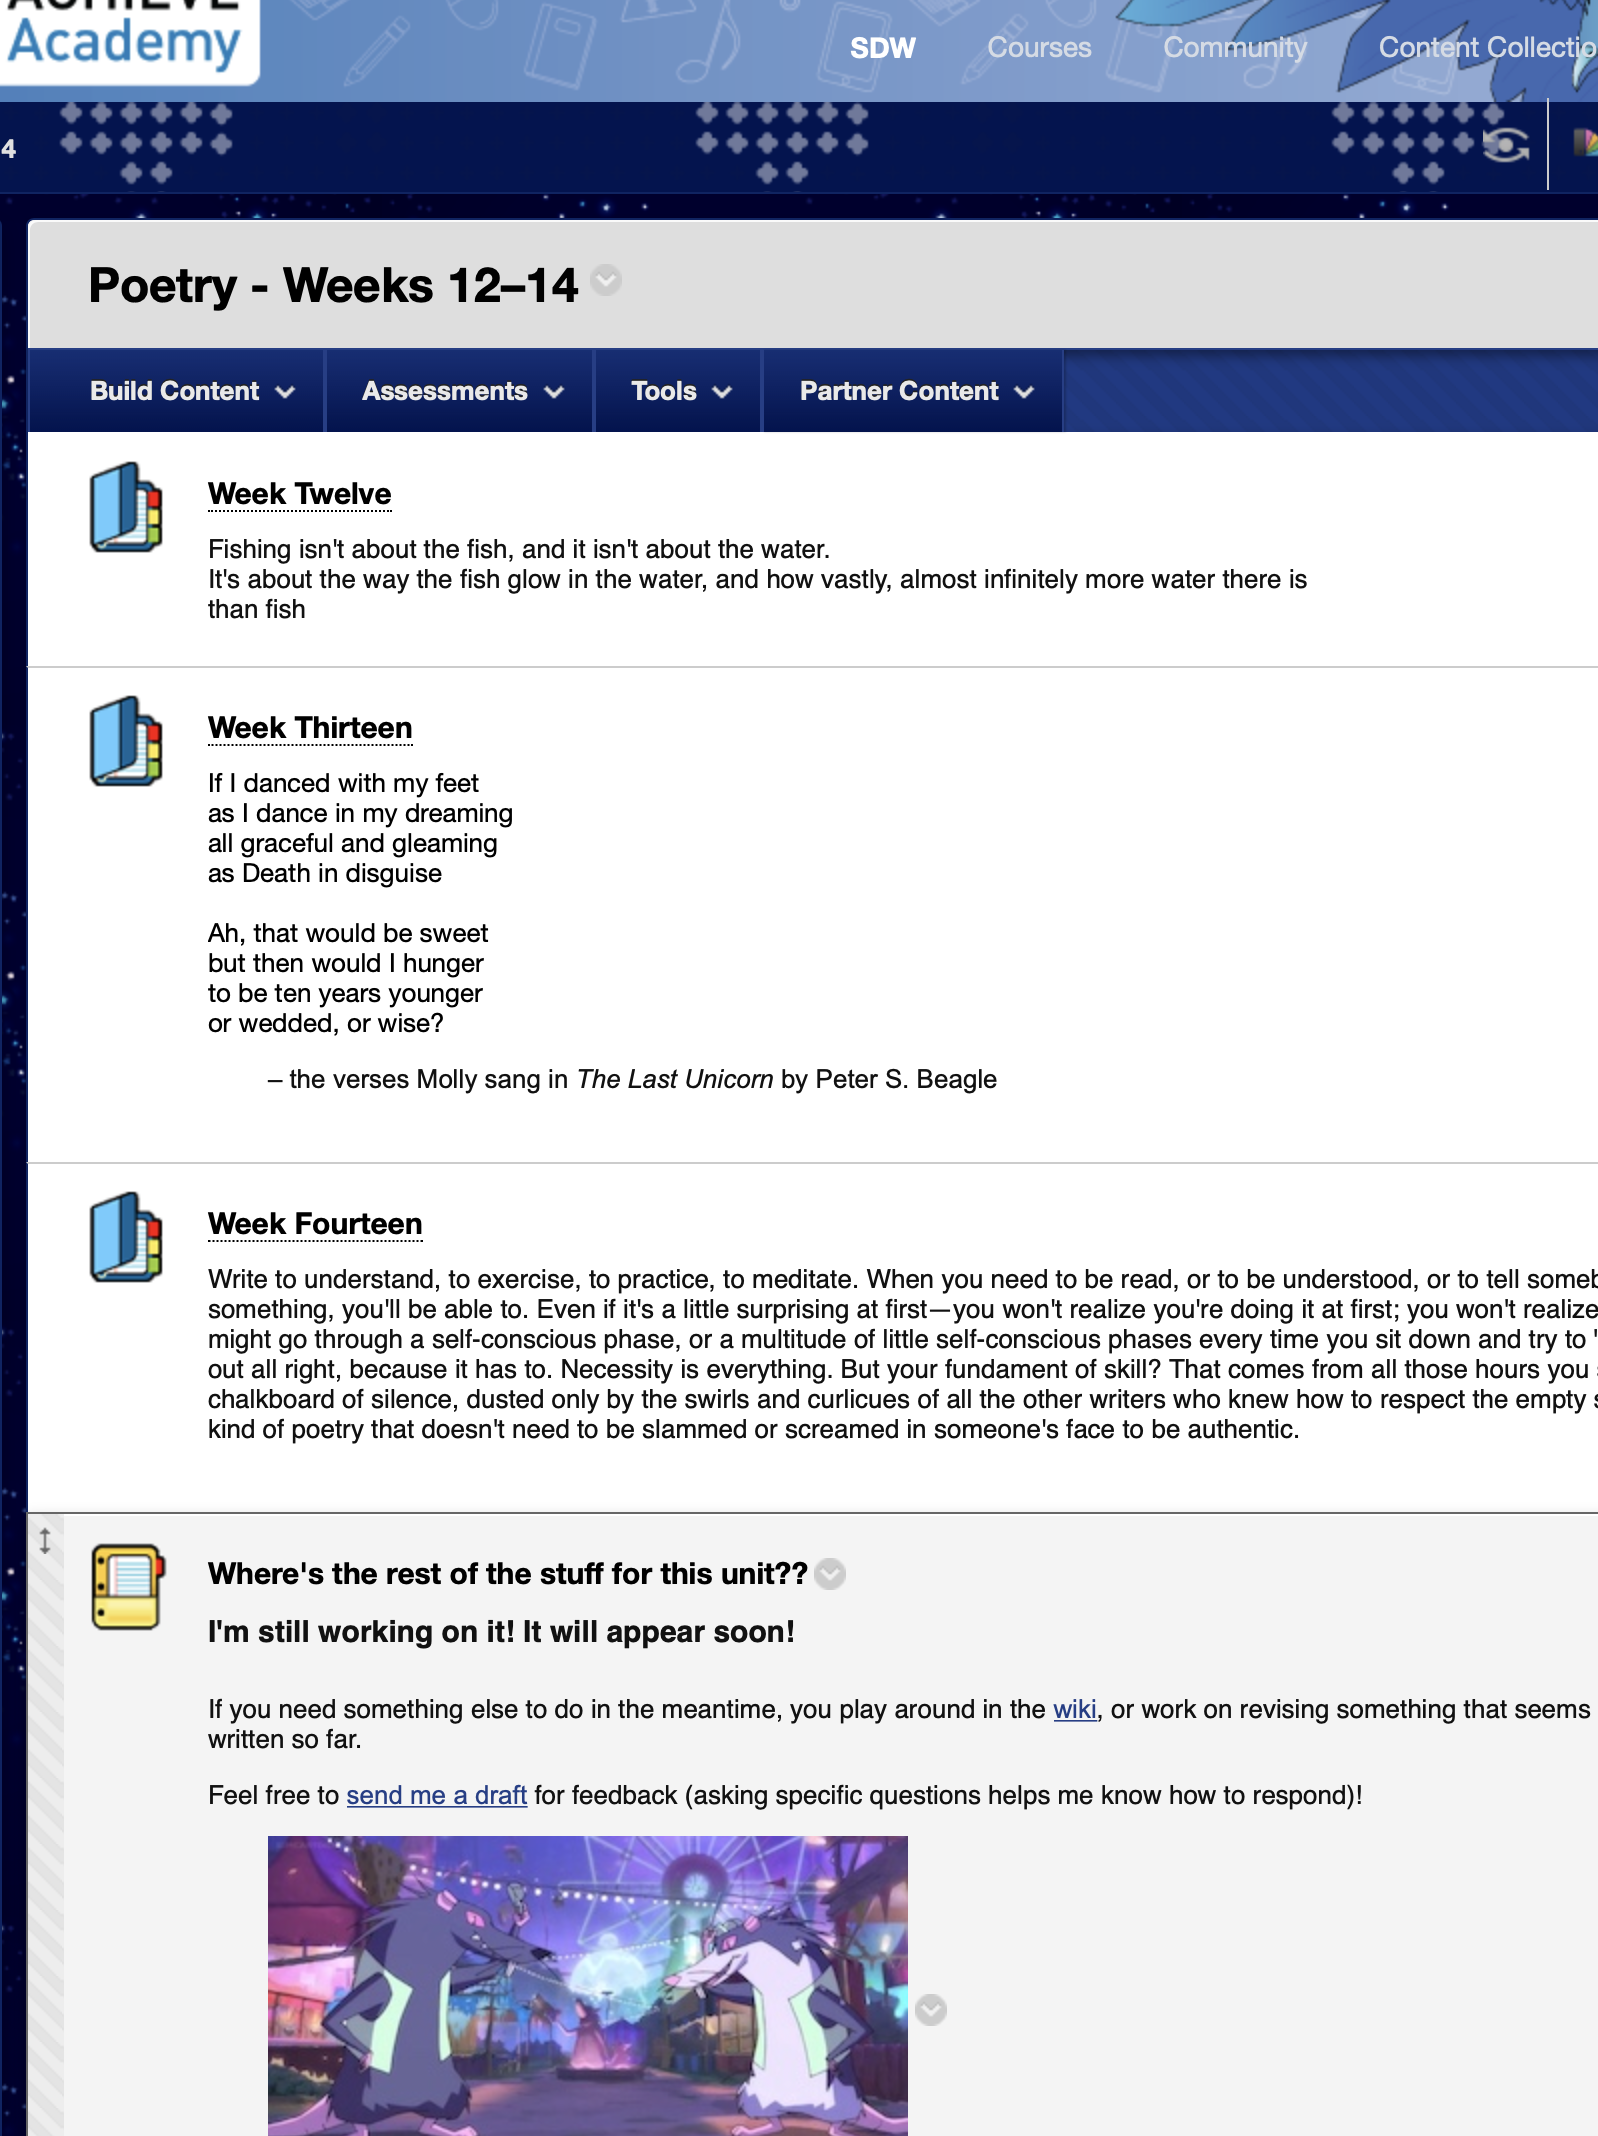 ACHIEVE
Academy
SDW Courses Community Content
4
Poetry - Weeks 12–14
Build Content Assessments Tools Partner Content
Week Twelve
Fishing isn't about the fish, and it isn't about the water.
It's about the way the fish glow in the water, and how vastly, almost infinitely more water there is
than fish
Week Thirteen
If I danced with my feet
as I dance in my dreaming
all graceful and gleaming
as Death in disguise
Ah, that would be sweet
but then would I hunger
to be ten years younger
or wedded, or wise?
– the verses Molly sang in The Last Unicorn by Peter S. Beagle
Week Fourteen
Write to understand, to exercise, to practice, to meditate. When you need to be read, or to be understood, or to tell
something, you'll be able to. Even if it's a little surprising at first—you won't realize you're doing it at first; you won't realize
might go through a self-conscious phase, or a multitude of little self-conscious phases every time you sit down and try to
out all right, because it has to. Necessity is everything. But your fundament of skill? That comes from all those hours you
chalkboard of silence, dusted only by the swirls and curlicues of all the other writers who knew how to respect the empty
kind of poetry that doesn't need to be slammed or screamed in someone's face to be authentic.
Where's the rest of the stuff for this unit??
I'm still working on it! It will appear soon!
If you need something else to do in the meantime, you play around in the wiki, or work on revising something that seems
written so far.
Feel free to send me a draft for feedback (asking specific questions helps me know how to respond)!